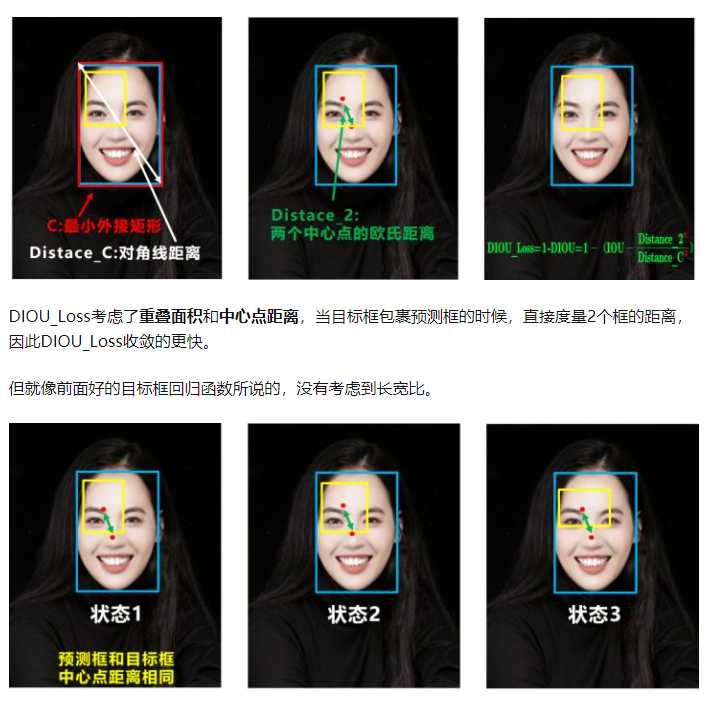 C:最小外接矩形
Distace_C:对角线距离
Distace_2:
两个中心点的欧氏距离
DIOU_Loss=1-DIOU=1-(IOU-Distance_2²/Distance_C²)
DIOU_Loss考虑了重叠面积和中心点距离，当目标框包裹预测框的时候，直接度量2个框的距离，
因此DIOU_Loss收敛的更快。
但就像前面好的目标框回归函数所说的，没有考虑到长宽比。
状态1
预测框和目标框
中心点距离相同
状态2
状态3